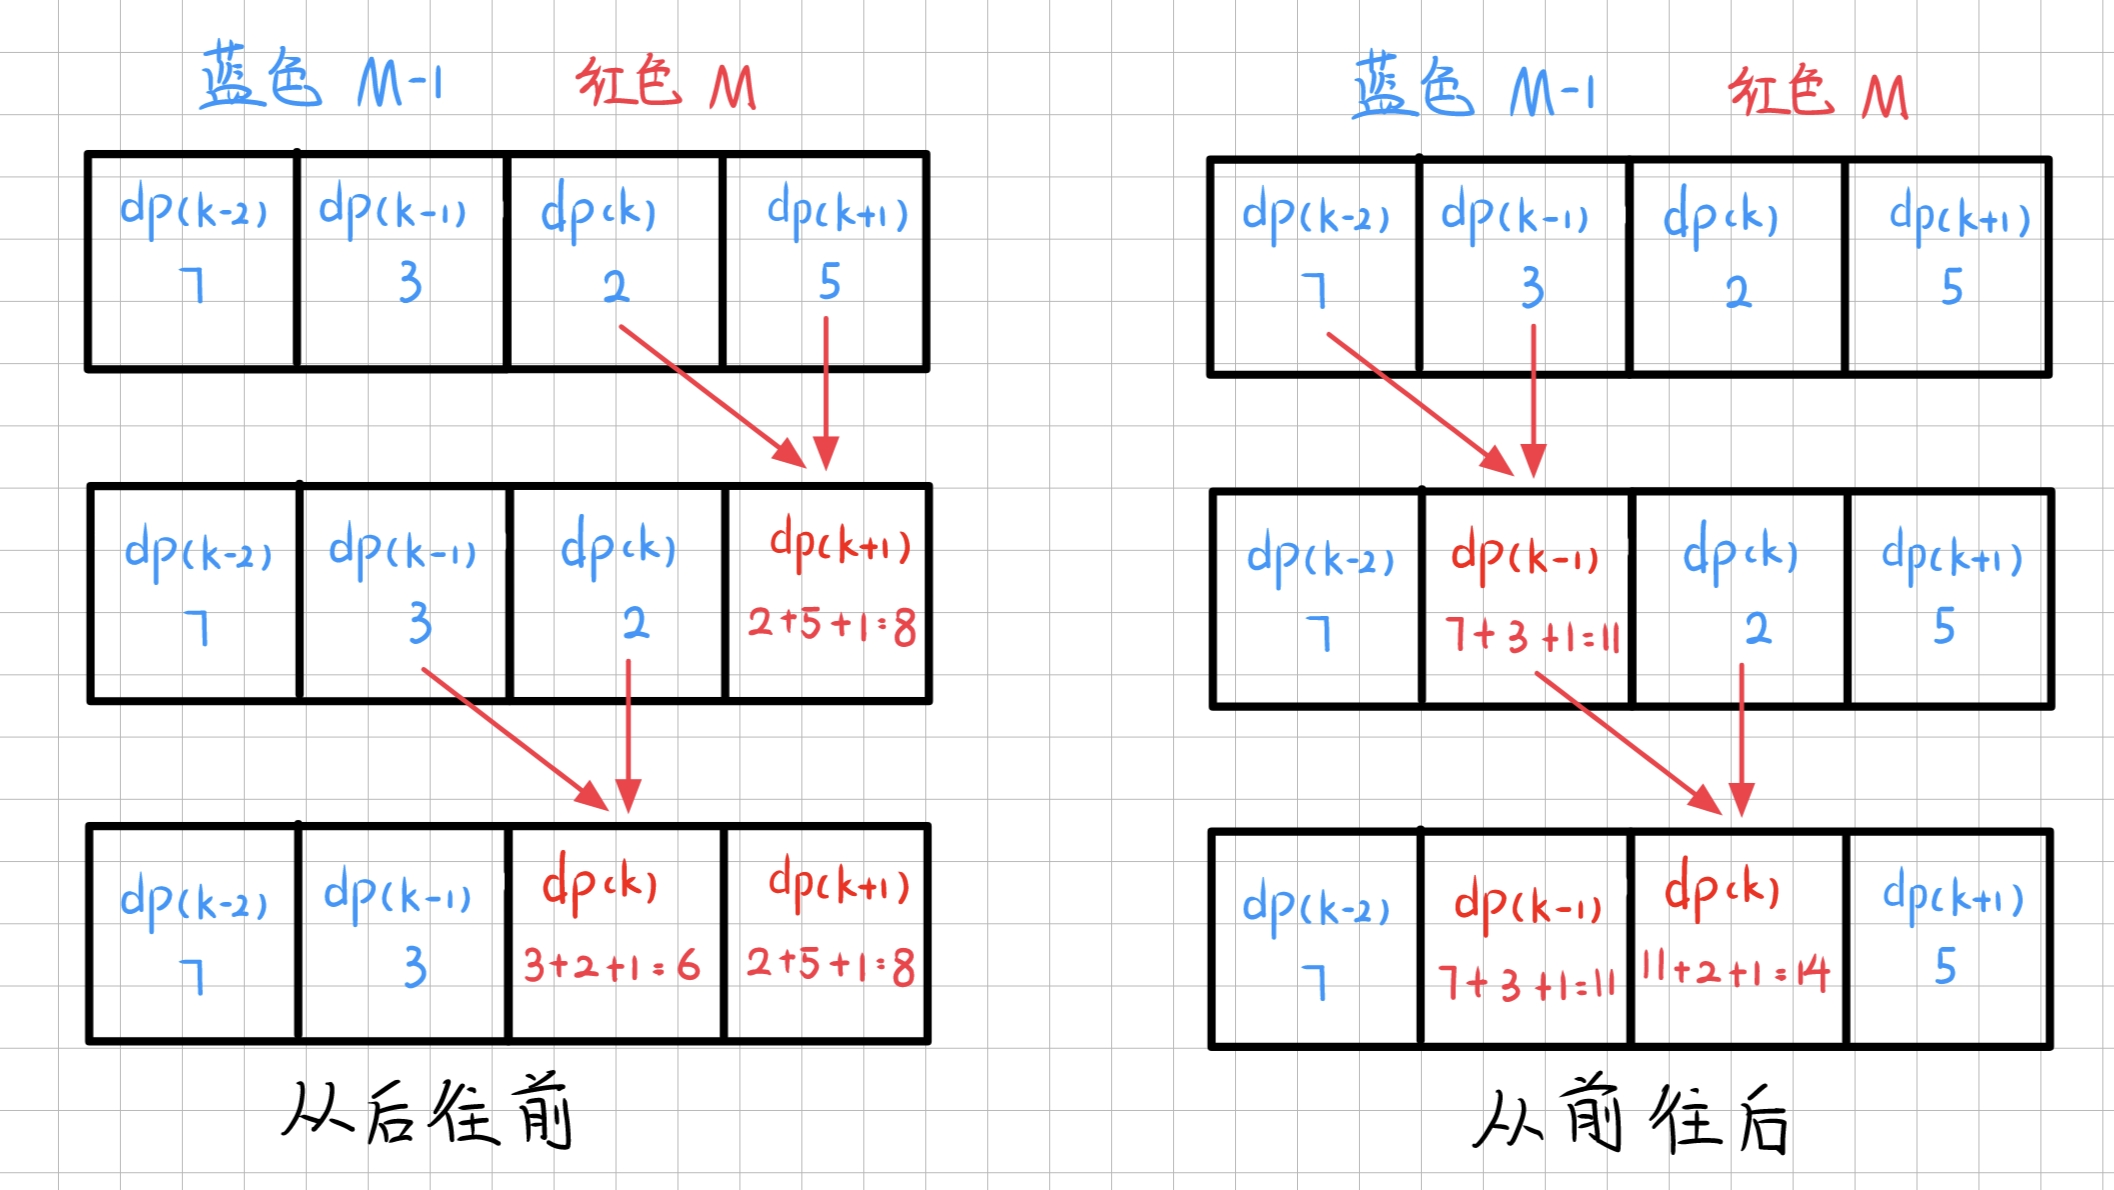 蓝色 M-1 红色 M
dp(k-2) dp(k-1) dp(k) dp(k+1)
7 3 2 5
dp(k-2) dp(k-1) dp(k) dp(k+1)
7 3 2 2+5+1=8
dp(k-2) dp(k-1) dp(k) dp(k+1)
7 3 3+2+1=6 2+5+1=8
从后往前
蓝色 M-1 红色 M
dp(k-2) dp(k-1) dp(k) dp(k+1)
7 3 2 5
dp(k-2) dp(k-1) dp(k) dp(k+1)
7 7+3+1=11 2 5
dp(k-2) dp(k-1) dp(k) dp(k+1)
7 7+3+1=11 11+2+1=14 5
从前往后